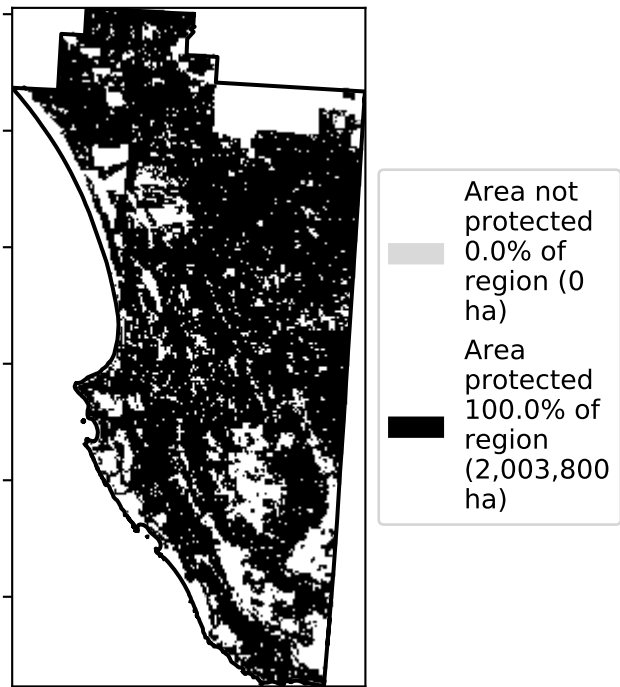 Area not
protected
0.0% of
region (0
ha)
Area
protected
100.0% of
region
(2,003,800
ha)